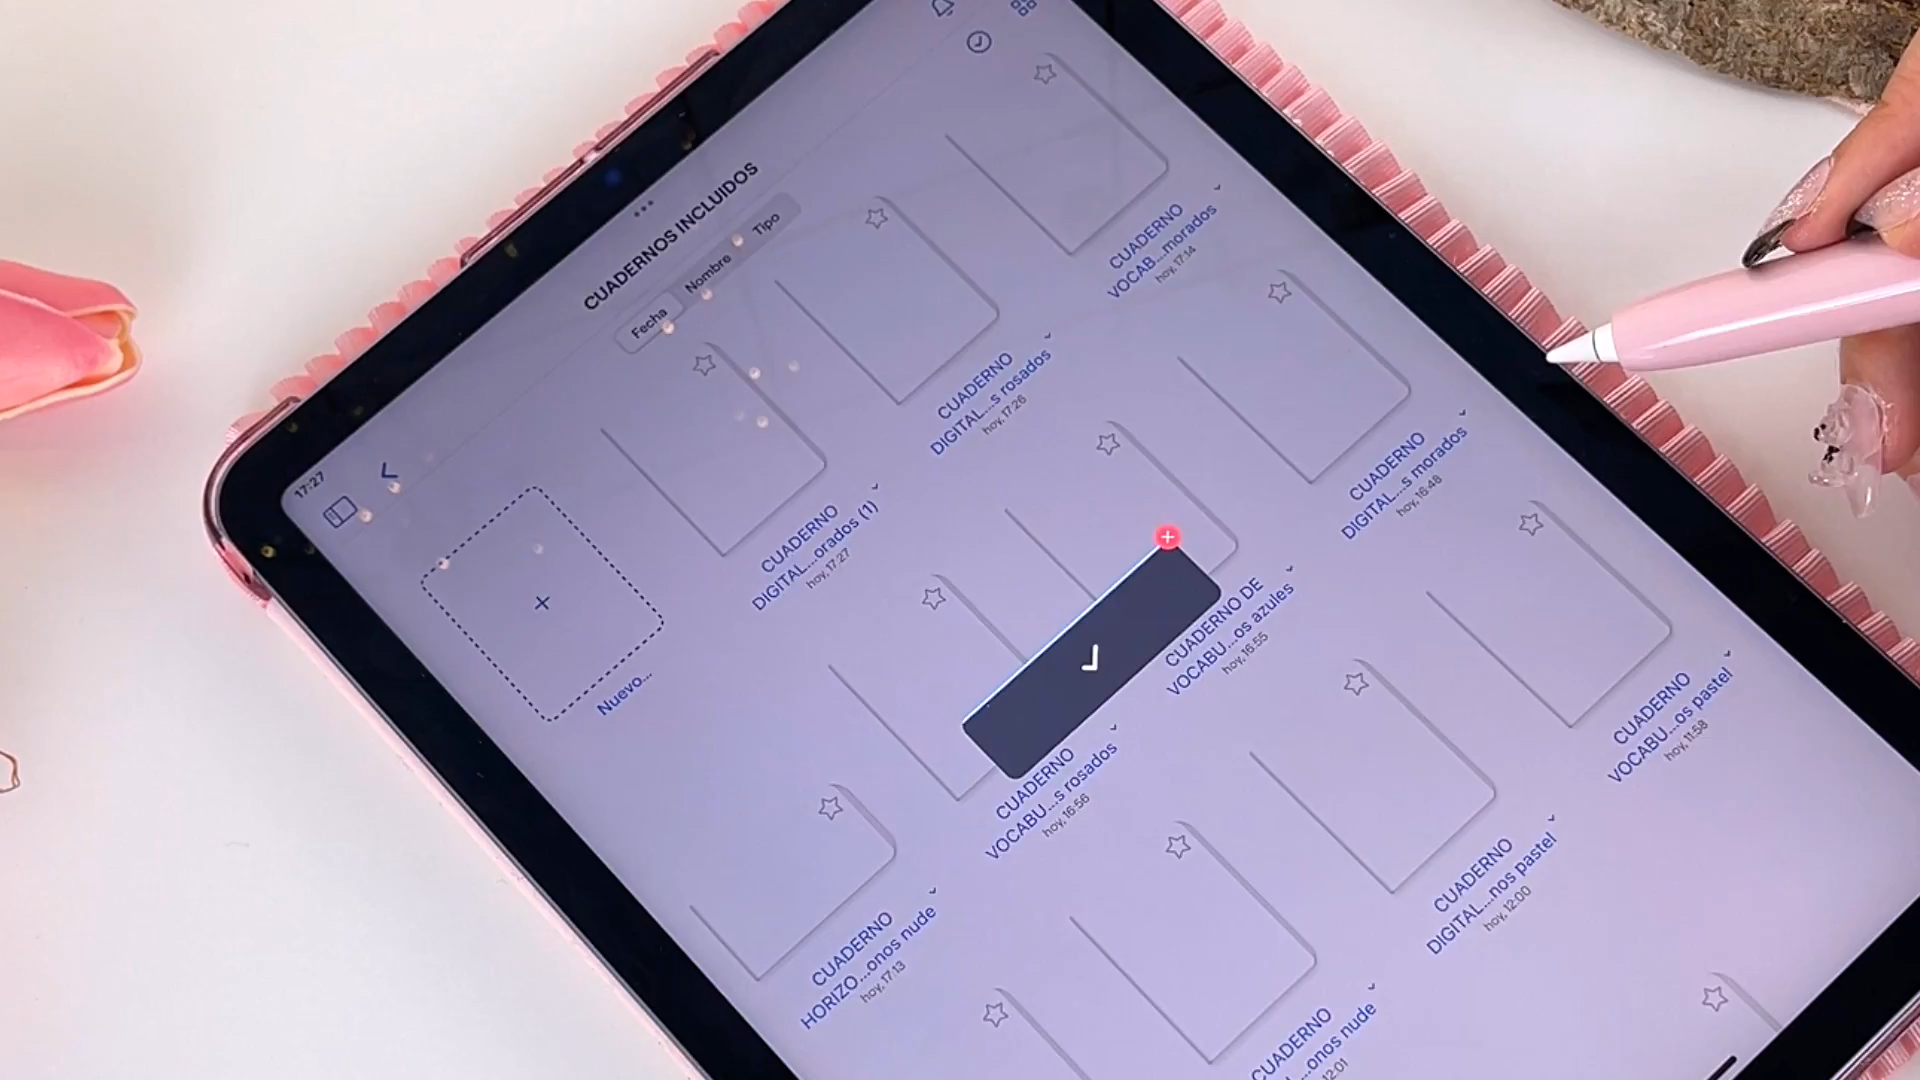 17:27
CUADERNOS INCLUIDOS
Fecha
Nombre
Tipo
Nuevo...
CUADERNO
DIGITAL...orados (1)
hoy, 17:27
CUADERNO
DIGITAL...s rosados
hoy, 17:26
CUADERNO
VOCAB...morados
hoy, 17:14
CUADERNO
HORIZO...onos nude
hoy, 17:13
CUADERNO
VOCABU...s rosados
hoy, 16:56
CUADERNO DE
VOCABU...os azules
hoy, 16:55
CUADERNO
DIGITAL...s morados
hoy, 16:48
CUADERNO
...onos nude
12:01
CUADERNO
DIGITAL...nos pastel
hoy, 12:00
CUADERNO
VOCABU...os pastel
hoy, 11:58